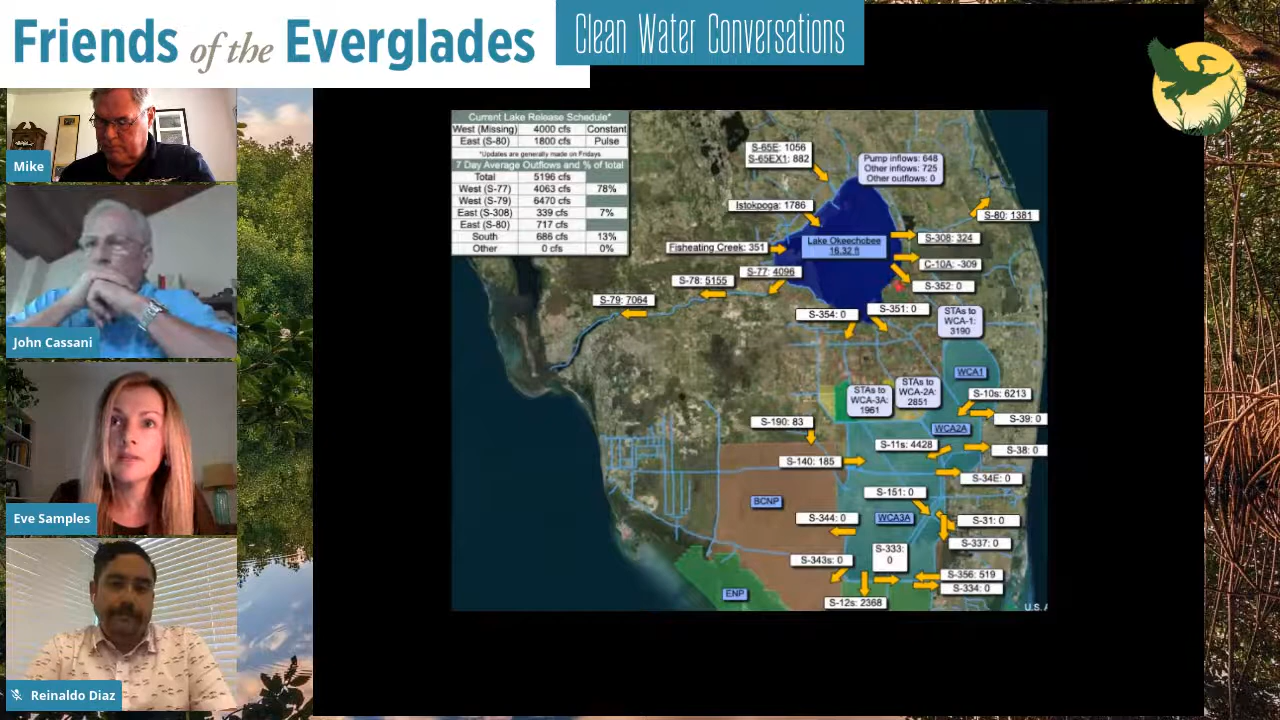 Friends of the Everglades
Clean Water Conversations
Mike
John Cassani
Eve Samples
Reinaldo Diaz
Current Lake Release Schedule*
West (Missing) 4000 cfs Constant
East (S-80) 1800 cfs Pulse
*Updates are generally made on Fridays
7 Day Average Outflows and % of total
Total 5196 cfs
West (S-77) 4063 cfs 78%
West (S-79) 6470 cfs
East (S-308) 339 cfs 7%
East (S-80) 717 cfs
South 686 cfs 13%
Other 0 cfs 0%
S-65E: 1056
S-65EX1: 882
Pump inflows: 648
Other inflows: 725
Other outflows: 0
Istokpoga: 1786
S-80: 1381
Lake Okeechobee
16.32 ft
S-308: 324
Fisheating Creek: 351
C-10A: -309
S-77: 4096
S-78: 5155
S-352: 0
S-79: 7064
S-354: 0
S-351: 0
STAs to
WCA-1:
3190
WCA1
STAs to
WCA-2A:
2851
STAs to
WCA-3A:
1961
S-10s: 6213
S-39: 0
S-190: 83
WCA2A
S-11s: 4428
S-38: 0
S-140: 185
S-34E: 0
S-151: 0
BCNP
S-344: 0
WCA3A
S-31: 0
S-337: 0
S-333:
0
S-343s: 0
S-356: 519
S-334: 0
ENP
S-12s: 2368
U.S. A